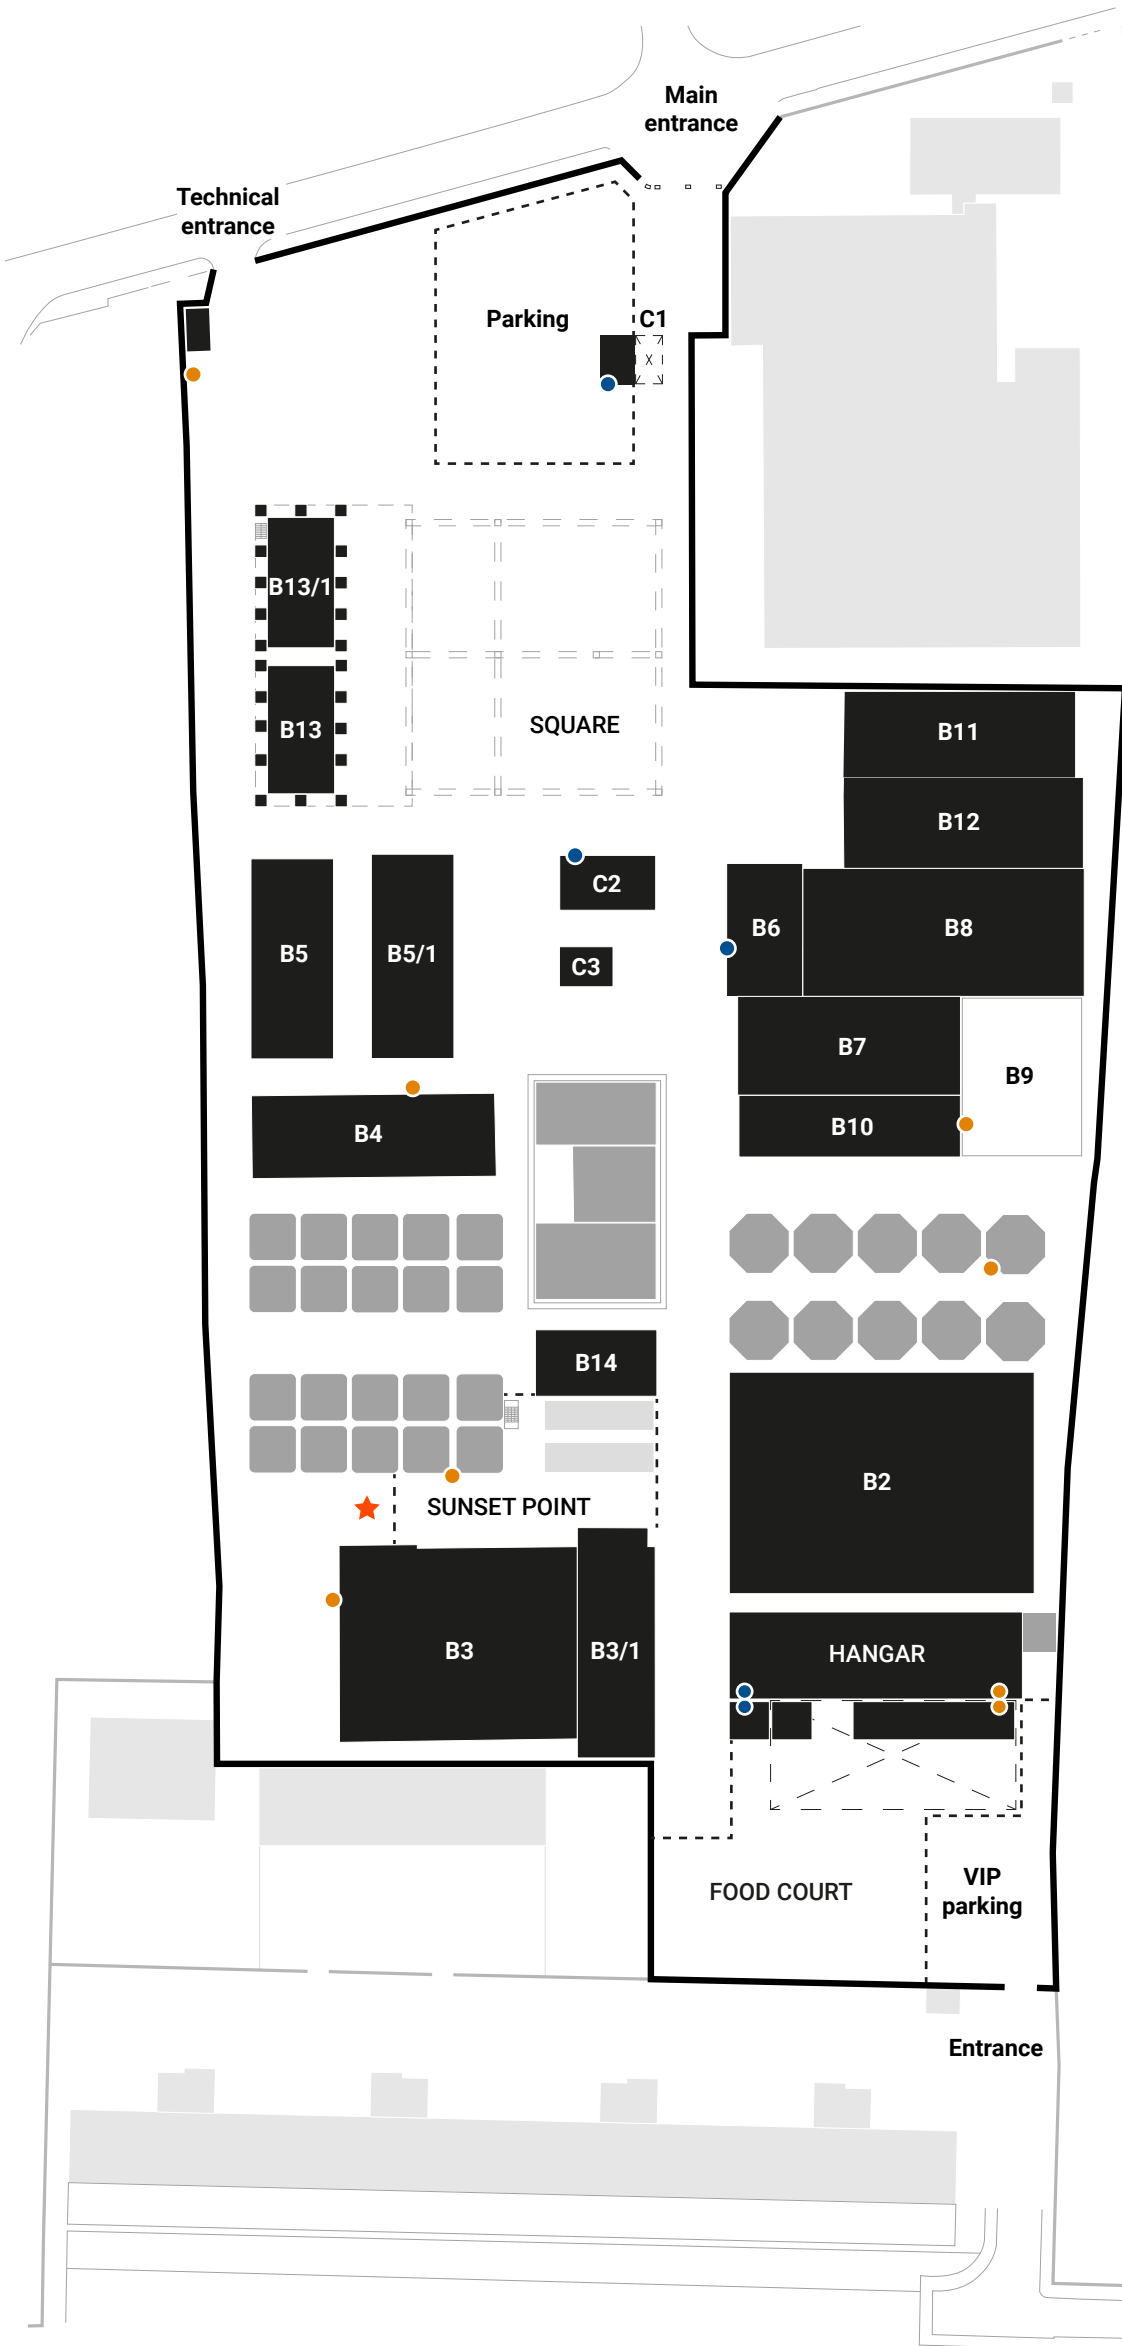 Main
entrance
Technical
entrance
Parking
C1
B13/1
B13
SQUARE
B11
B12
C2
B6
B8
B5
B5/1
C3
B7
B9
B4
B10
B14
B2
SUNSET POINT
B3
B3/1
HANGAR
FOOD COURT
VIP
parking
Entrance